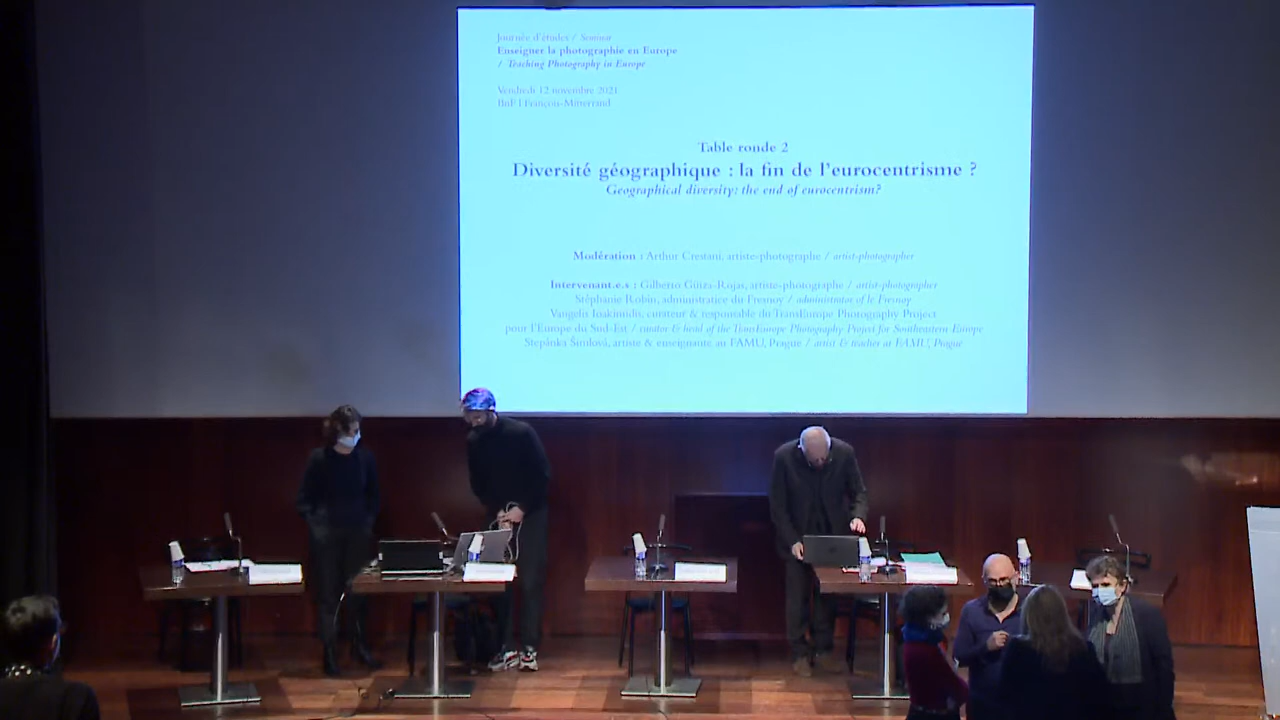 Journée d'études / Seminar
Enseigner la photographie en Europe
/ Teaching Photography in Europe
Vendredi 12 novembre 2021
BnF I François-Mitterrand
Table ronde 2
Diversité géographique : la fin de l'eurocentrisme ?
Geographical diversity: the end of eurocentrism?
Modération : Arthur Crestani, artiste-photographe / artist-photographer
Intervenant.e.s : Gilberto Güiza-Rojas, artiste-photographe / artist-photographer
Stéphanie Robin, administratice du Fresnoy / administrator of le Fresnoy
Vangelis Ioakimidis, curateur & responsable du TransEurope Photography Project
pour l'Europe du Sud-Est / curator & head of the TransEurope Photography Project for Southeastern Europe
Stepánka Šimlová, artiste & enseignante au FAMU, Prague / artist & teacher at FAMU, Prague